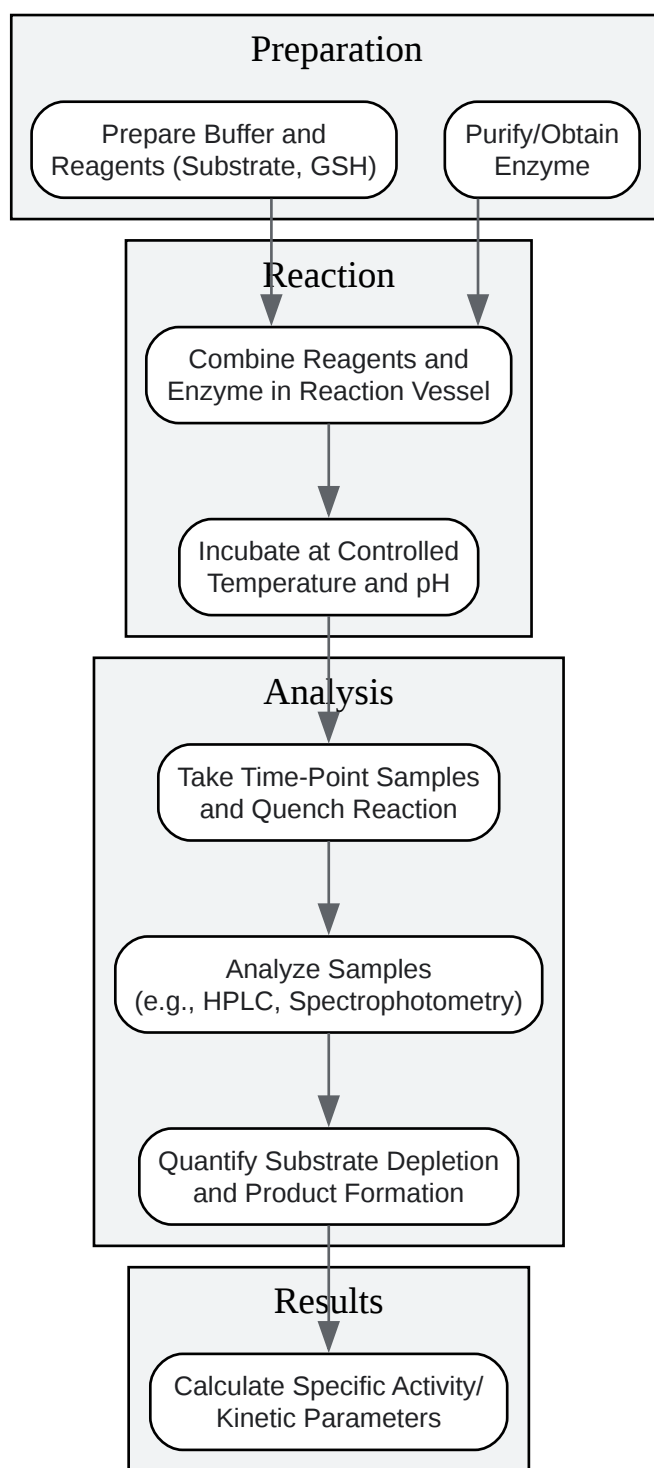 Preparation
Prepare Buffer and
Reagents (Substrate, GSH)
Purify/Obtain
Enzyme
Reaction
Combine Reagents and
Enzyme in Reaction Vessel
Incubate at Controlled
Temperature and pH
Analysis
Take Time-Point Samples
and Quench Reaction
Analyze Samples
(e.g., HPLC, Spectrophotometry)
Quantify Substrate Depletion
and Product Formation
Results
Calculate Specific Activity/
Kinetic Parameters